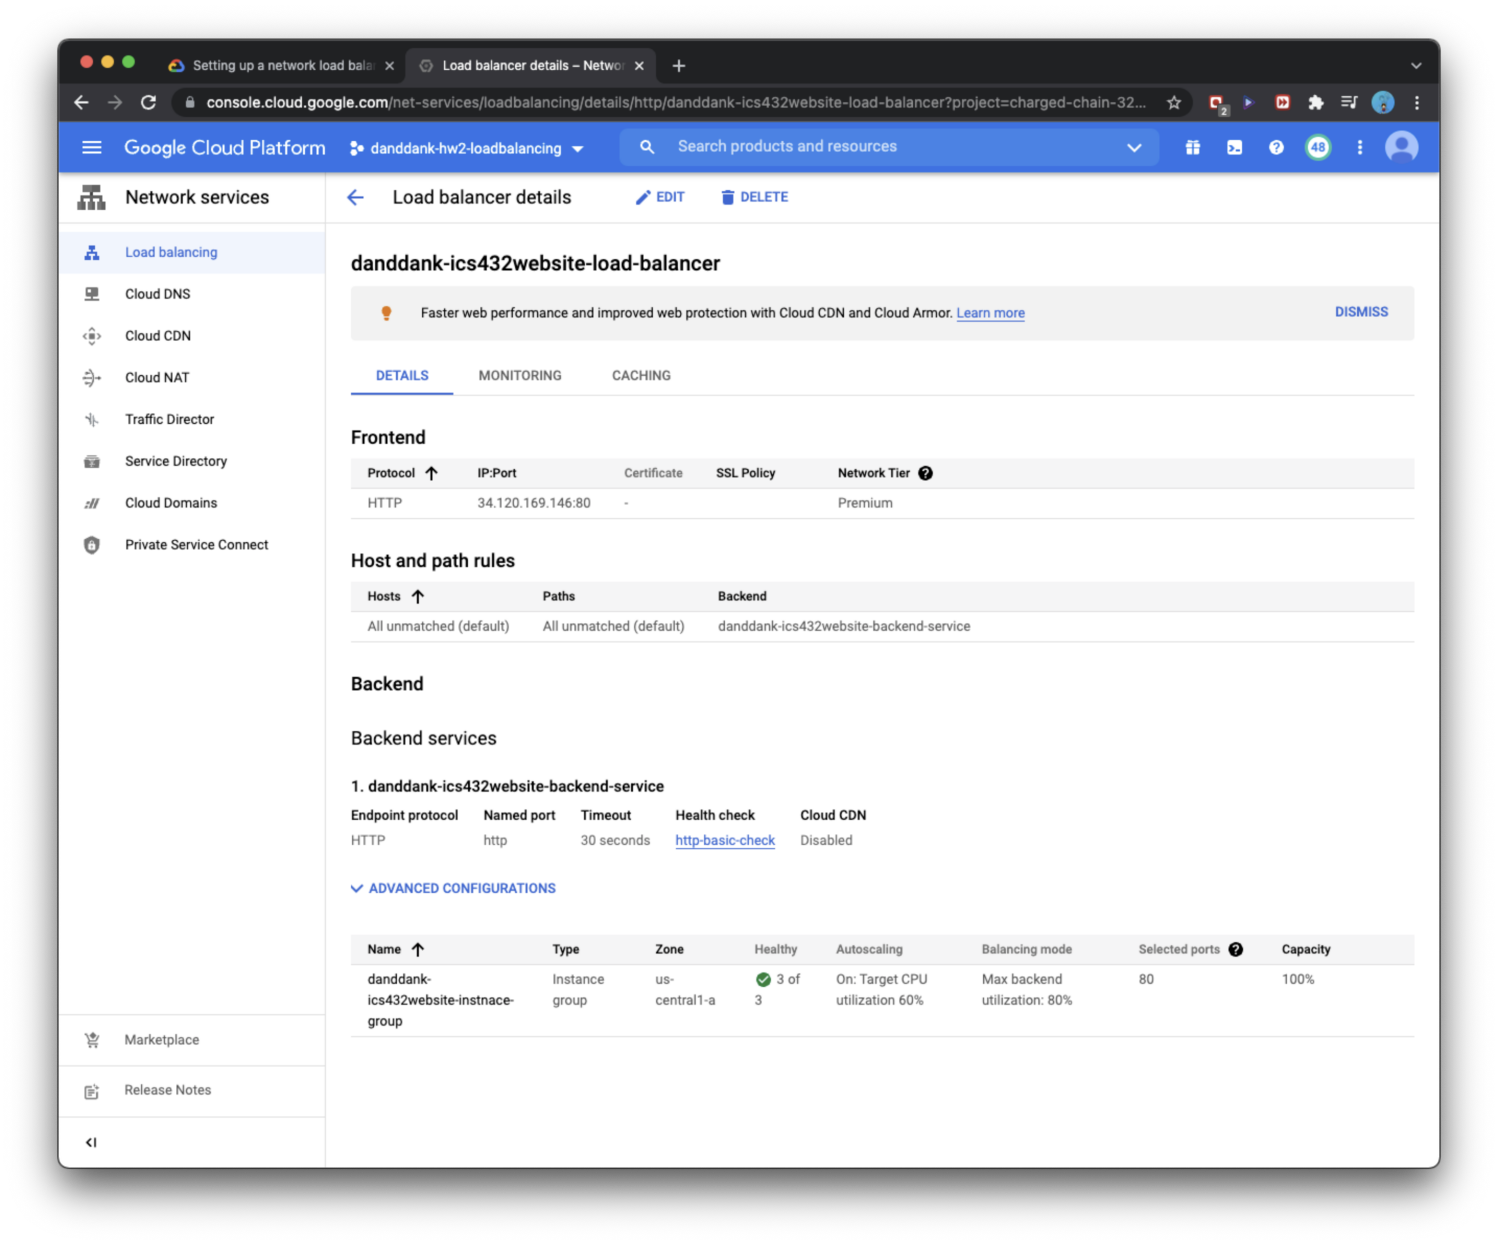 Setting up a network load bala
Load balancer details – Netwo
console.cloud.google.com/net-services/loadbalancing/details/http/danddank-ics432website-load-balancer?project=charged-chain-32...
2
Google Cloud Platform
danddank-hw2-loadbalancing
Search products and resources
48
Network services
Load balancer details
EDIT
DELETE
Load balancing
Cloud DNS
Cloud CDN
Cloud NAT
Traffic Director
Service Directory
Cloud Domains
Private Service Connect
Marketplace
Release Notes
danddank-ics432website-load-balancer
Faster web performance and improved web protection with Cloud CDN and Cloud Armor. Learn more
DISMISS
DETAILS MONITORING CACHING
Frontend
Protocol IP:Port Certificate SSL Policy Network Tier
HTTP 34.120.169.146:80 - Premium
Host and path rules
Hosts Paths Backend
All unmatched (default) All unmatched (default) danddank-ics432website-backend-service
Backend
Backend services
1. danddank-ics432website-backend-service
Endpoint protocol Named port Timeout Health check Cloud CDN
HTTP http 30 seconds http-basic-check Disabled
ADVANCED CONFIGURATIONS
Name Type Zone Healthy Autoscaling Balancing mode Selected ports Capacity
danddank- Instance us- 3 of On: Target CPU Max backend 80 100%
ics432website-instnace- group central1-a 3 utilization 60% utilization: 80%
group